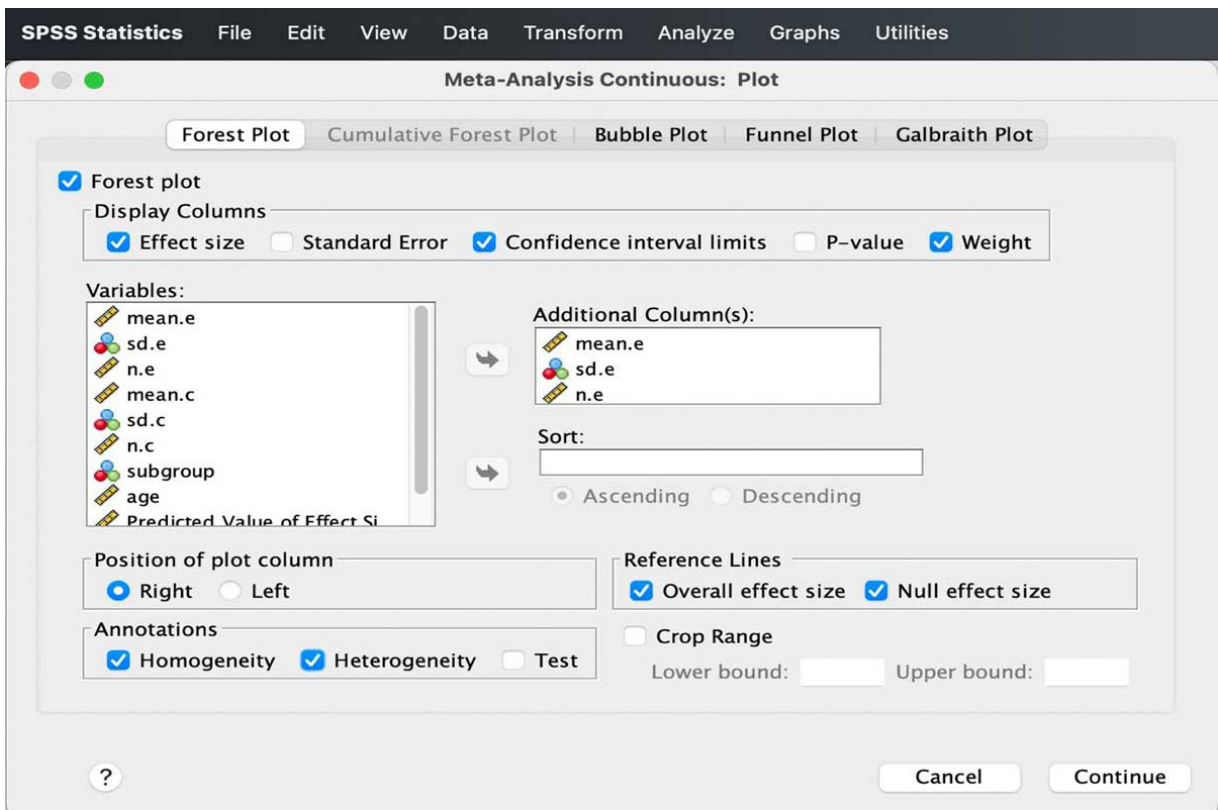 SPSS Statistics File Edit View Data Transform Analyze Graphs Utilities
Meta-Analysis Continuous: Plot
Forest Plot Cumulative Forest Plot Bubble Plot Funnel Plot Galbraith Plot
Forest plot
Display Columns
Effect size Standard Error Confidence interval limits P-value Weight
Variables:
mean.e
sd.e
n.e
mean.c
sd.c
n.c
subgroup
age
Predicted Value of Effect Si
Additional Column(s):
mean.e
sd.e
n.e
Sort:
Ascending Descending
Position of plot column
Right Left
Reference Lines
Overall effect size Null effect size
Annotations
Homogeneity Heterogeneity Test
Crop Range
Lower bound: Upper bound:
? Cancel Continue